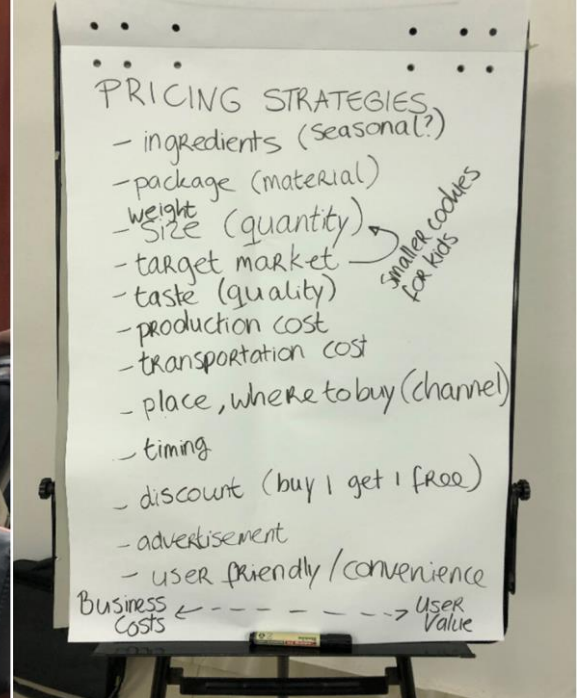 PRICING STRATEGIES
- ingredients (seasonal?)
- package (material)
weight
- size (quantity)
- target market
smaller cookies
for kids
- taste (quality)
- production cost
- transportation cost
- place, where to buy (channel)
- timing
- discount (buy 1 get 1 free)
- advertisement
- user friendly / convenience
Business Costs <- - - - -> User Value